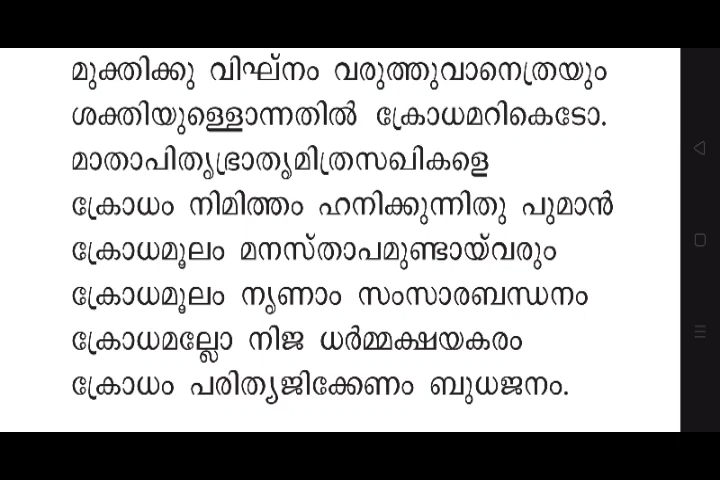 മുക്തിക്കു വിഘ്നം വരുത്തുവാനെത്രയും
ശക്തിയുള്ളൊന്നതിൽ ക്രോധമറികെടോ.
മാതാപിതൃഭ്രാതൃമിത്രസഖികളെ
ക്രോധം നിമിത്തം ഹനിക്കുന്നിതു പുമാൻ
ക്രോധമൂലം മനസ്താപമുണ്ടായ്‌വരും
ക്രോധമൂലം നൃണാം സംസാരബന്ധനം
ക്രോധമല്ലോ നിജ ധർമ്മക്ഷയകരം
ക്രോധം പരിത്യജിക്കേണം ബുധജനം.